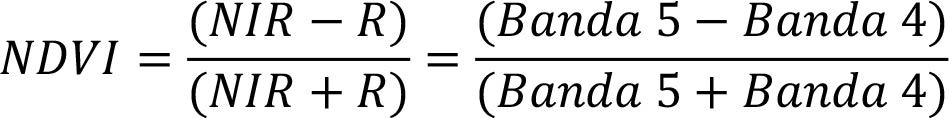 NDVI = (NIR − R) / (NIR + R) = (Banda 5 − Banda 4) / (Banda 5 + Banda 4)